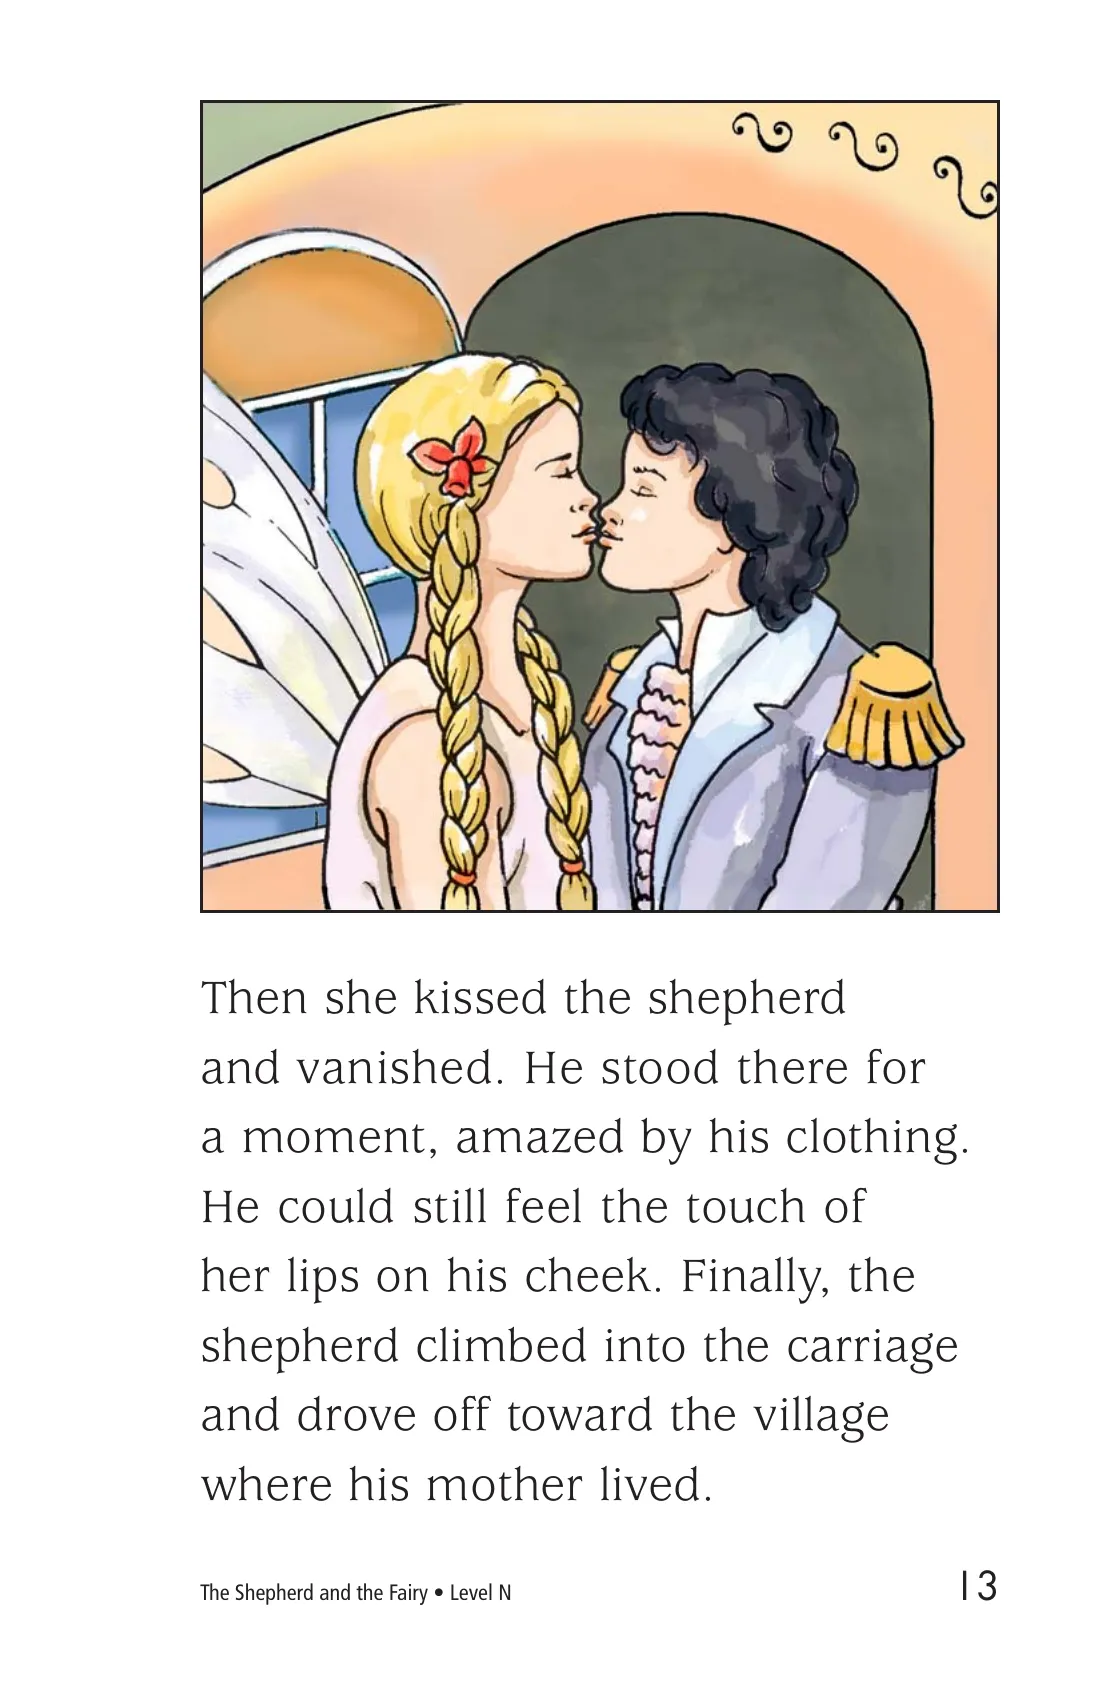 Then she kissed the shepherd
and vanished. He stood there for
a moment, amazed by his clothing.
He could still feel the touch of
her lips on his cheek. Finally, the
shepherd climbed into the carriage
and drove off toward the village
where his mother lived.
The Shepherd and the Fairy • Level N
13